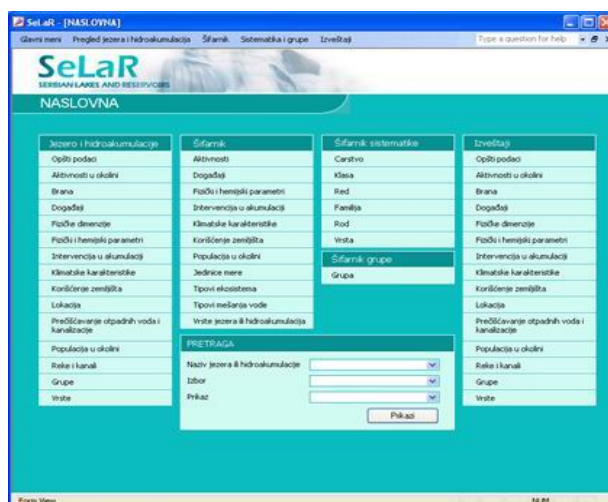 SeLaR - [NASLOVNA]
Glavni meni Pregled jezera i hidroakumulacija Šifarnik Sistematika i grupe Izveštaji Type a question for help
SeLaR
SERBIAN LAKES AND RESERVOIRS
NASLOVNA
Jezero i hidroakumulacije
Opšti podaci
Aktivnosti u okolini
Brana
Događaji
Fizičke dimenzije
Fizički i hemijski parametri
Intervencija u akumulaciji
Klimatske karakteristike
Korišćenje zemljišta
Lokacija
Prečišćavanje otpadnih voda i
kanalizacije
Populacija u okolini
Reke i kanali
Grupe
Vrste
Šifarnik
Aktivnosti
Događaji
Fizički i hemijski parametri
Intervencija u akumulaciji
Klimatske karakteristike
Korišćenje zemljišta
Populacija u okolini
Jedinice mere
Tipovi ekosistema
Tipovi mešanja vode
Vrste jezera ili hidroakumulacija
Šifarnik sistematike
Carstvo
Klasa
Red
Familija
Rod
Vrsta
Šifarnik grupe
Grupa
PRETRAGA
Naziv jezera ili hidroakumulacije
Izbor
Prikaz
Prikaži
Izveštaji
Opšti podaci
Aktivnosti u okolini
Brana
Događaji
Fizičke dimenzije
Fizički i hemijski parametri
Intervencija u akumulaciji
Klimatske karakteristike
Korišćenje zemljišta
Lokacija
Prečišćavanje otpadnih voda i
kanalizacije
Populacija u okolini
Reke i kanali
Grupe
Vrste
Form View NUM